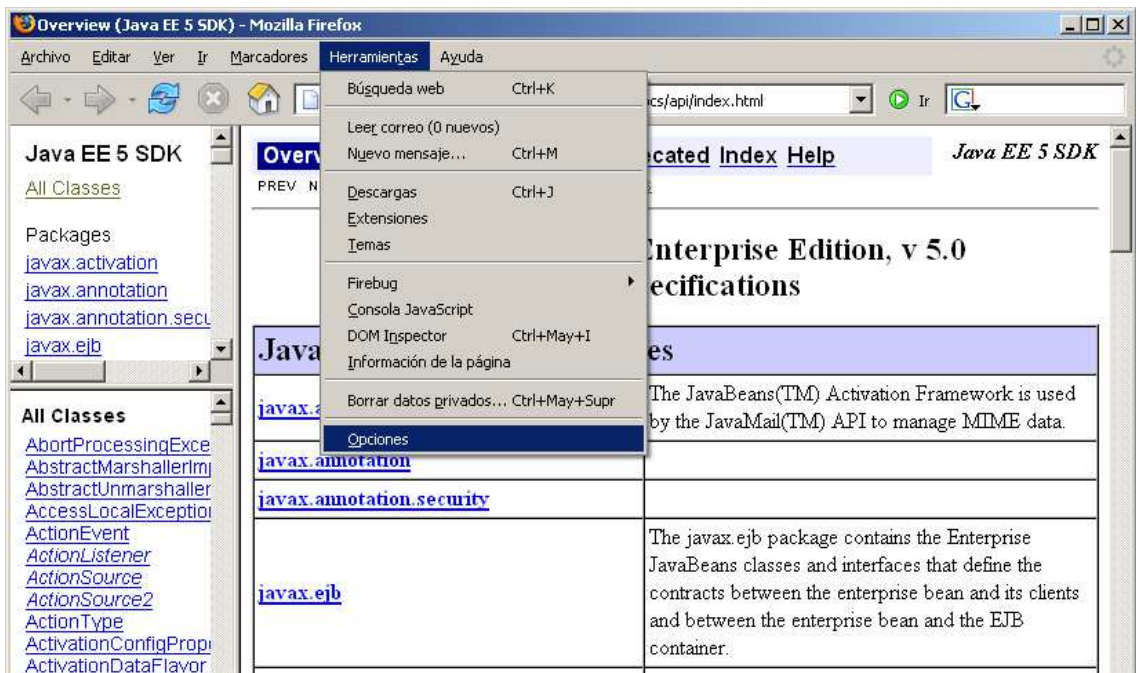 Overview (Java EE 5 SDK) - Mozilla Firefox
Archivo Editar Ver Ir Marcadores Herramientas Ayuda
cs/api/index.html Ir
Java EE 5 SDK
All Classes
Packages
javax.activation
javax.annotation
javax.annotation.secu
javax.ejb
All Classes
AbortProcessingExce
AbstractMarshallerImp
AbstractUnmarshaller
AccessLocalException
ActionEvent
ActionListener
ActionSource
ActionSource2
ActionType
ActivationConfigProp
ActivationDataFlavor
Búsqueda web Ctrl+K
Leer correo (0 nuevos)
Nuevo mensaje... Ctrl+M
Descargas Ctrl+J
Extensiones
Temas
Firebug
Consola JavaScript
DOM Inspector Ctrl+May+I
Información de la página
Borrar datos privados... Ctrl+May+Supr
Opciones
Overv cated Index Help Java EE 5 SDK
PREV N
Enterprise Edition, v 5.0
ecifications
Java es
javax.a The JavaBeans(TM) Activation Framework is used
by the JavaMail(TM) API to manage MIME data.
javax.annotation
javax.annotation.security
javax.ejb
The javax.ejb package contains the Enterprise
JavaBeans classes and interfaces that define the
contracts between the enterprise bean and its clients
and between the enterprise bean and the EJB
container.